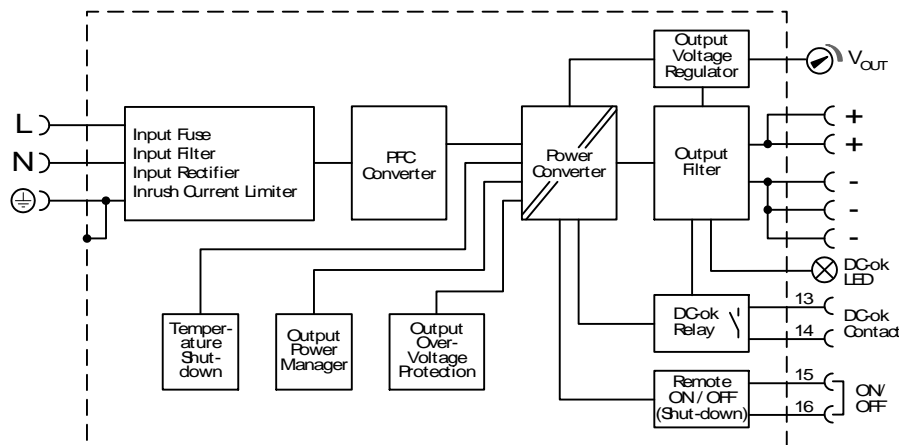 Output
Voltage
Regulator
VOUT
L
N
Input Fuse
Input Filter
Input Rectifier
Inrush Current Limiter
PFC
Converter
Power
Converter
Output
Filter
+
+
-
-
-
DC-ok
LED
Temper-
ature
Shut-
down
Output
Power
Manager
Output
Over-
Voltage
Protection
DC-ok
Relay
13
14
DC-ok
Contact
Remote
ON / OFF
(Shut-down)
15
16
ON/
OFF